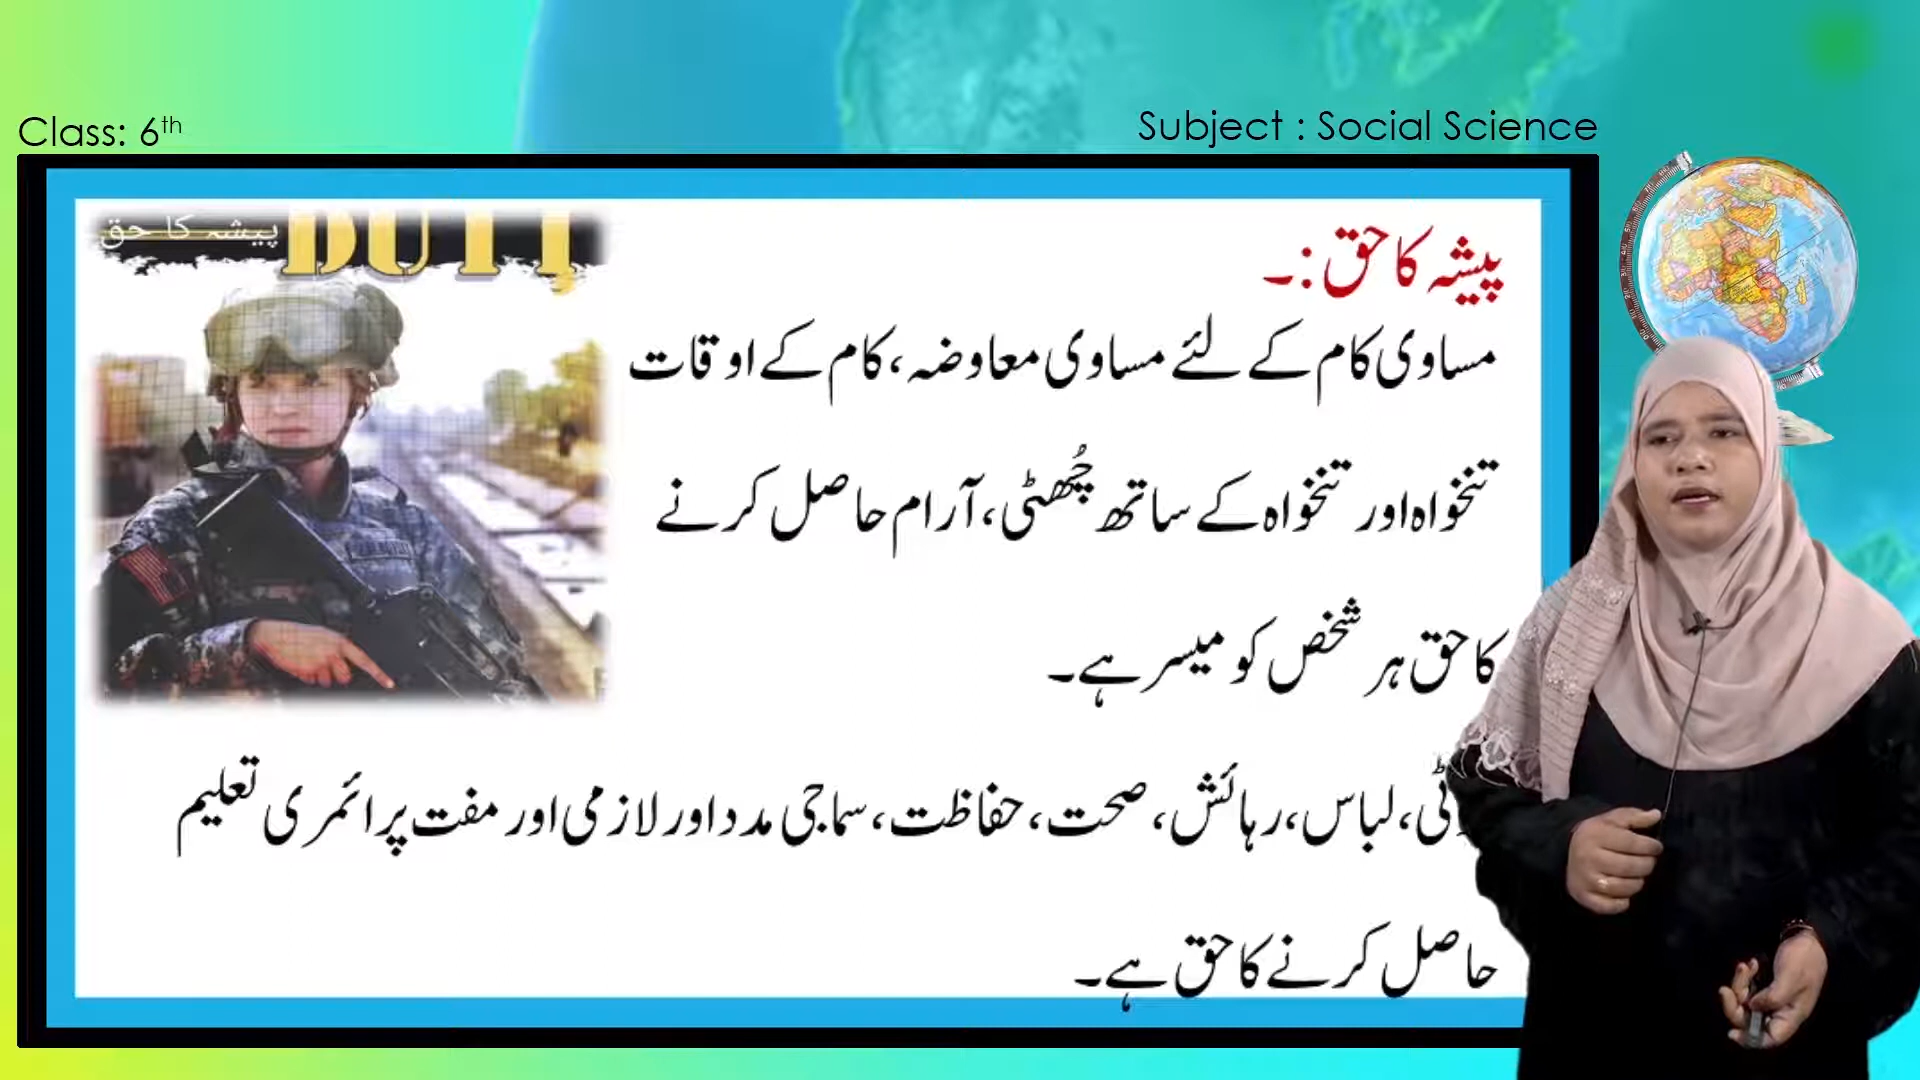 Class: 6th
Subject : Social Science
پیشہ کا حق
DUTY
پیشہ کا حق :۔
مساوی کام کے لئے مساوی معاوضہ، کام کے اوقات
تنخواہ اور تنخواہ کے ساتھ چُھٹی، آرام حاصل کرنے
کا حق ہر شخص کو میسر ہے۔
لباس، رہائش، صحت، حفاظت، سماجی مدد اور لازمی اور مفت پرائمری تعلیم
حاصل کرنے کا حق ہے۔